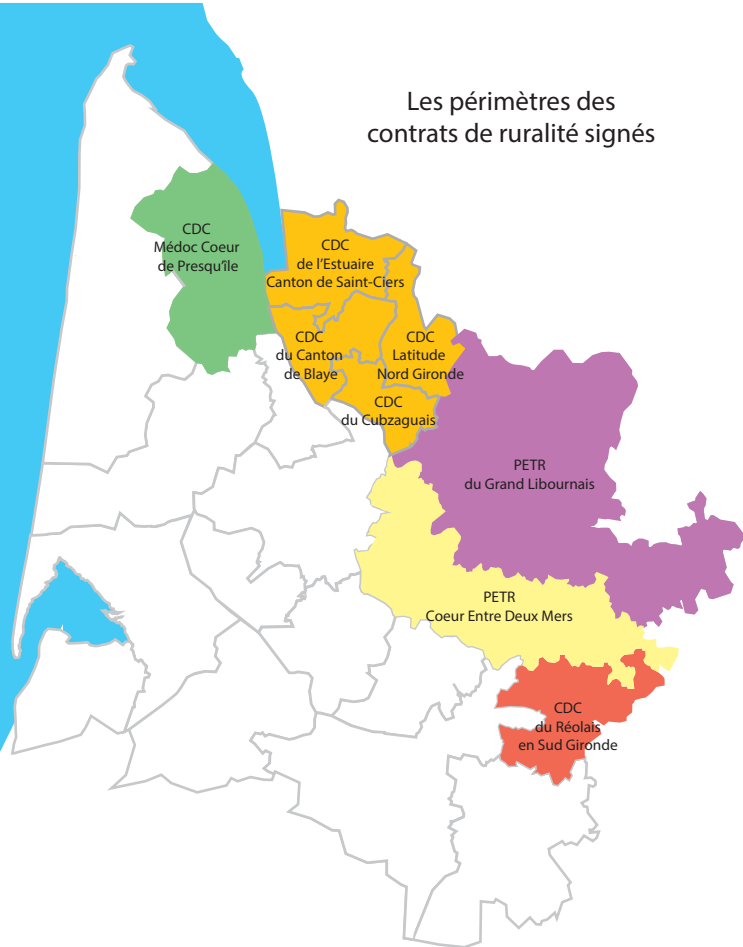 Les périmètres des
contrats de ruralité signés
CDC
Médoc Coeur
de Presqu'île
CDC
de l'Estuaire
Canton de Saint-Ciers
CDC
du Canton
de Blaye
CDC
Latitude
Nord Gironde
CDC
du Cubzaguais
PETR
du Grand Libournais
PETR
Coeur Entre Deux Mers
CDC
du Réolais
en Sud Gironde